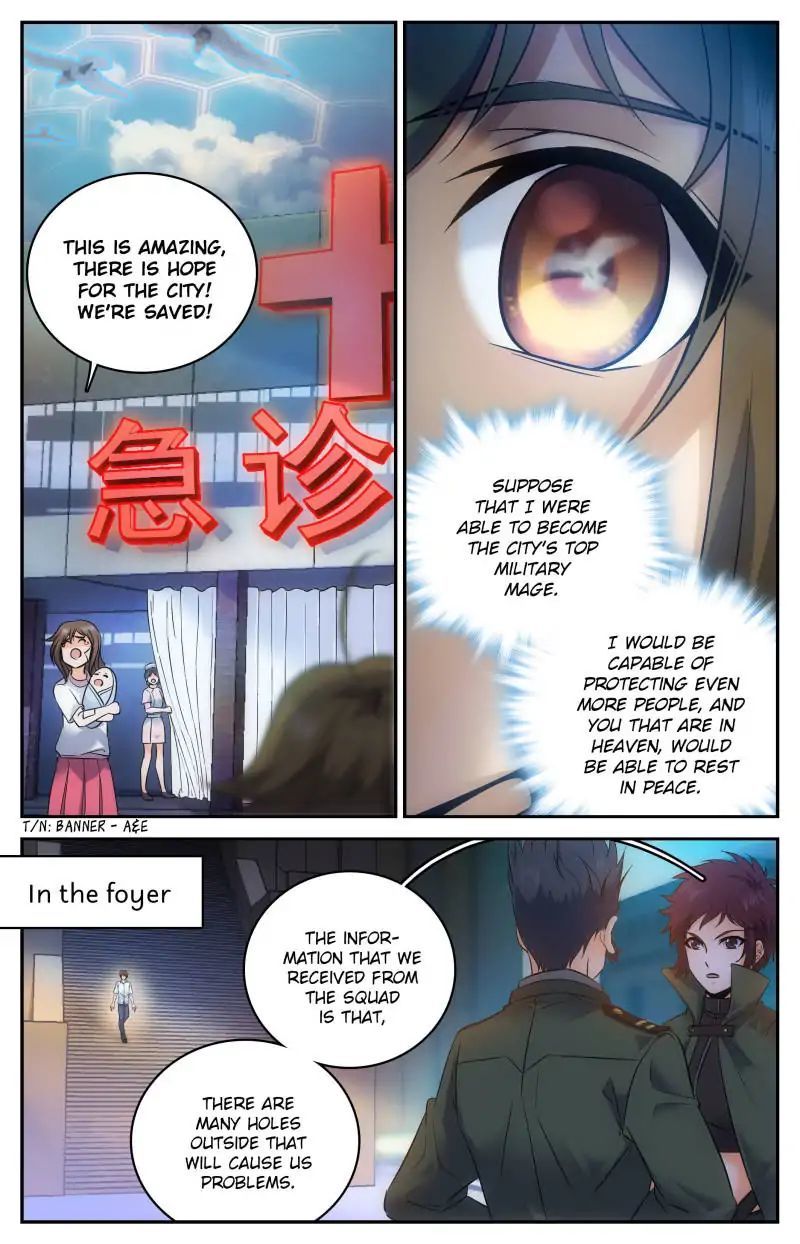 THIS IS AMAZING,
THERE IS HOPE
FOR THE CITY!
WE'RE SAVED!
急诊
SUPPOSE
THAT I WERE
ABLE TO BECOME
THE CITY'S TOP
MILITARY
MAGE.
I WOULD BE
CAPABLE OF
PROTECTING EVEN
MORE PEOPLE, AND
YOU THAT ARE IN
HEAVEN, WOULD
BE ABLE TO REST
IN PEACE.
T/N: BANNER - A&E
In the foyer
THE INFOR-
MATION THAT WE
RECEIVED FROM
THE SQUAD
IS THAT,
THERE ARE
MANY HOLES
OUTSIDE THAT
WILL CAUSE US
PROBLEMS.